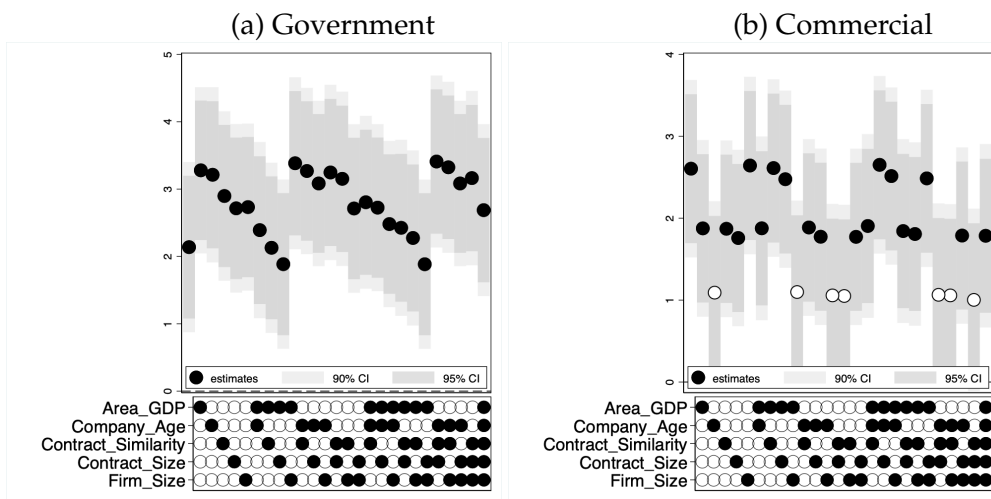 (a) Government
(b) Commercial
5
4
3
2
1
0
estimates
90% CI
95% CI
Area_GDP
Company_Age
Contract_Similarity
Contract_Size
Firm_Size
4
3
2
1
0
estimates
90% CI
95% CI
Area_GDP
Company_Age
Contract_Similarity
Contract_Size
Firm_Size